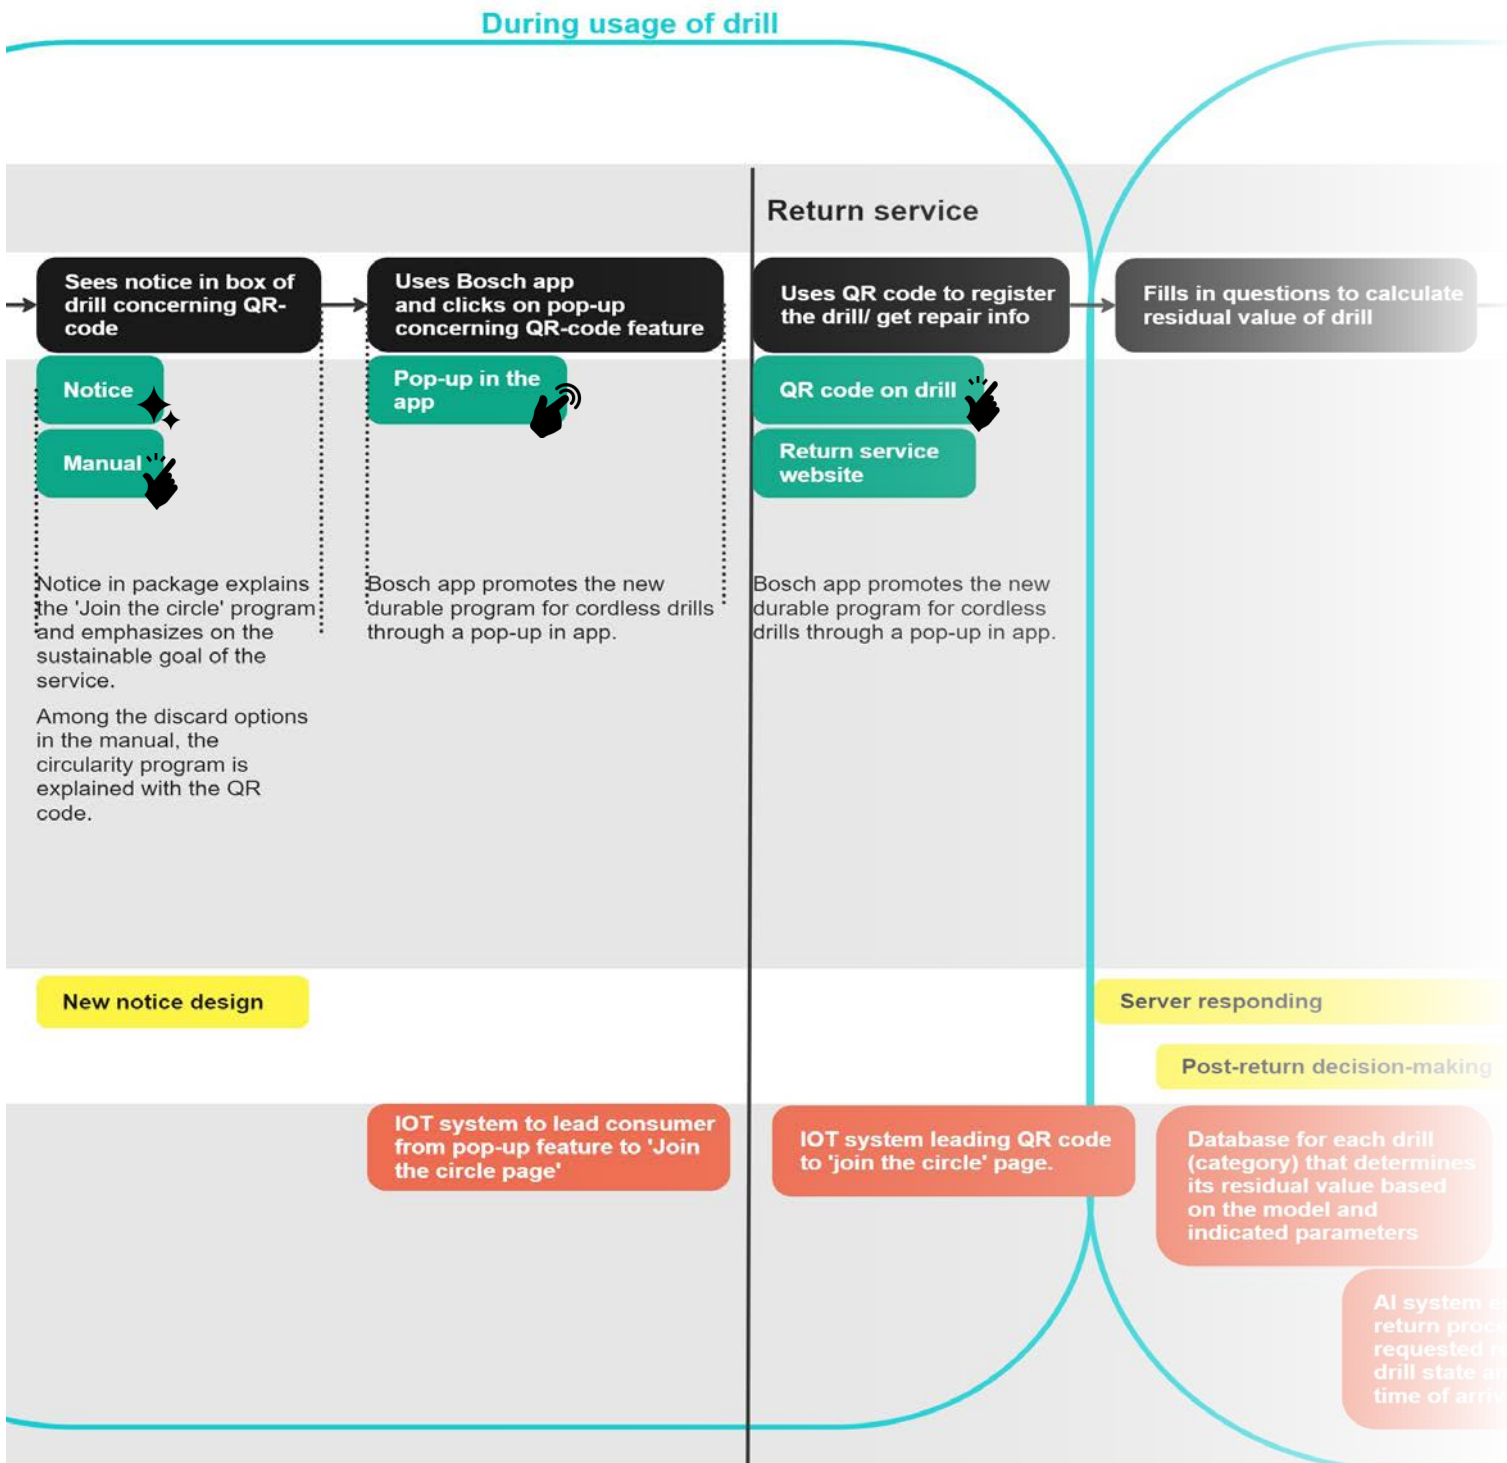 During usage of drill
Return service
Sees notice in box of
drill concerning QR-
code
Uses Bosch app
and clicks on pop-up
concerning QR-code feature
Uses QR code to register
the drill/ get repair info
Fills in questions to calculate
residual value of drill
Notice
Manual
Pop-up in the
app
QR code on drill
Return service
website
Notice in package explains
the 'Join the circle' program
and emphasizes on the
sustainable goal of the
service.
Among the discard options
in the manual, the
circularity program is
explained with the QR
code.
Bosch app promotes the new
durable program for cordless drills
through a pop-up in app.
Bosch app promotes the new
durable program for cordless
drills through a pop-up in app.
New notice design
Server responding
Post-return decision-making
IOT system to lead consumer
from pop-up feature to 'Join
the circle page'
IOT system leading QR code
to 'join the circle' page.
Database for each drill
(category) that determines
its residual value based
on the model and
indicated parameters
AI system
return
requested
drill state
time of